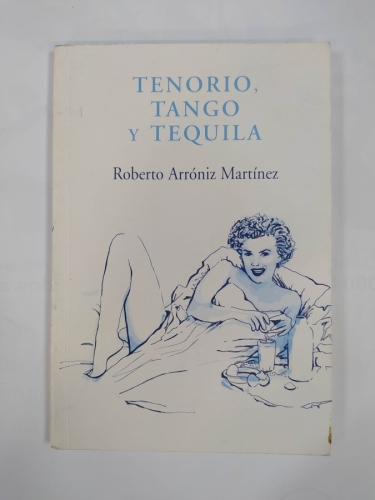 TENORIO,
TANGO
Y TEQUILA
Roberto Arróniz Martínez